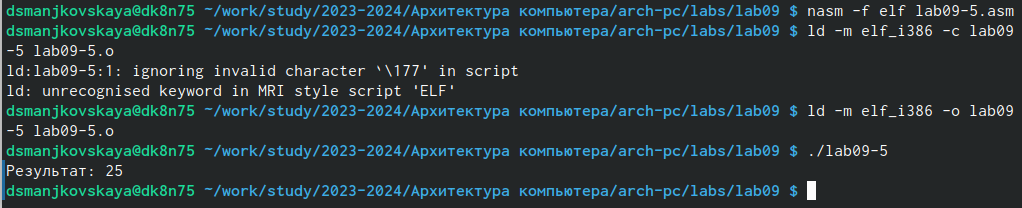 dsmanjkovskaya@dk8n75 ~/work/study/2023-2024/Архитектура компьютера/arch-pc/labs/lab09 $ nasm -f elf lab09-5.asm
dsmanjkovskaya@dk8n75 ~/work/study/2023-2024/Архитектура компьютера/arch-pc/labs/lab09 $ ld -m elf_i386 -c lab09
-5 lab09-5.o
ld:lab09-5:1: ignoring invalid character `\177' in script
ld: unrecognised keyword in MRI style script 'ELF'
dsmanjkovskaya@dk8n75 ~/work/study/2023-2024/Архитектура компьютера/arch-pc/labs/lab09 $ ld -m elf_i386 -o lab09
-5 lab09-5.o
dsmanjkovskaya@dk8n75 ~/work/study/2023-2024/Архитектура компьютера/arch-pc/labs/lab09 $ ./lab09-5
Результат: 25
dsmanjkovskaya@dk8n75 ~/work/study/2023-2024/Архитектура компьютера/arch-pc/labs/lab09 $